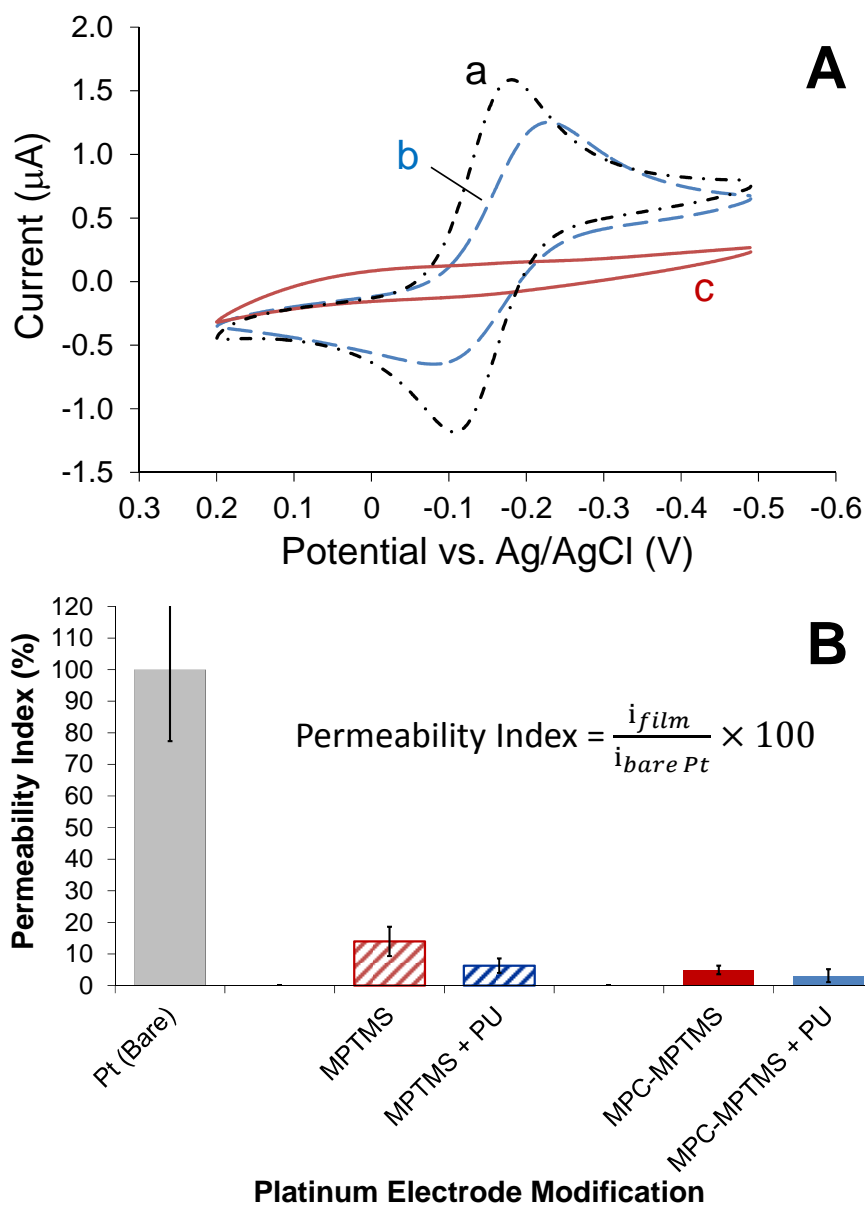 A
2.0
1.5
1.0
0.5
0.0
-0.5
-1.0
-1.5
Current (μA)
a
b
c
0.3 0.2 0.1 0 -0.1 -0.2 -0.3 -0.4 -0.5 -0.6
Potential vs. Ag/AgCl (V)
B
120
110
100
90
80
70
60
50
40
30
20
10
0
Permeability Index (%)
Permeability Index = i_film / i_bare Pt × 100
Pt (Bare)
MPTMS
MPTMS + PU
MPC-MPTMS
MPC-MPTMS + PU
Platinum Electrode Modification